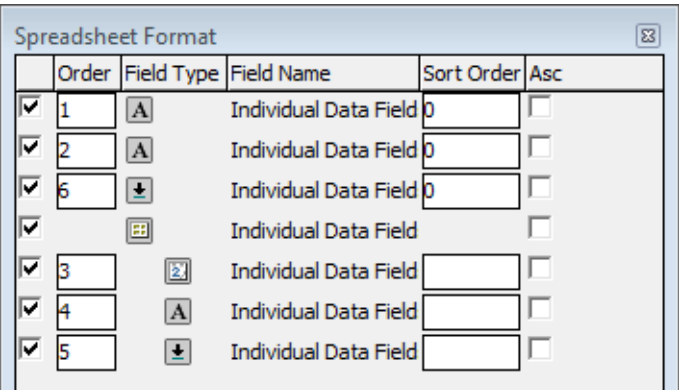 Spreadsheet Format
Order Field Type Field Name Sort Order Asc
1 A Individual Data Field 0
2 A Individual Data Field 0
6 Individual Data Field 0
Individual Data Field
3 2 Individual Data Field
4 A Individual Data Field
5 Individual Data Field